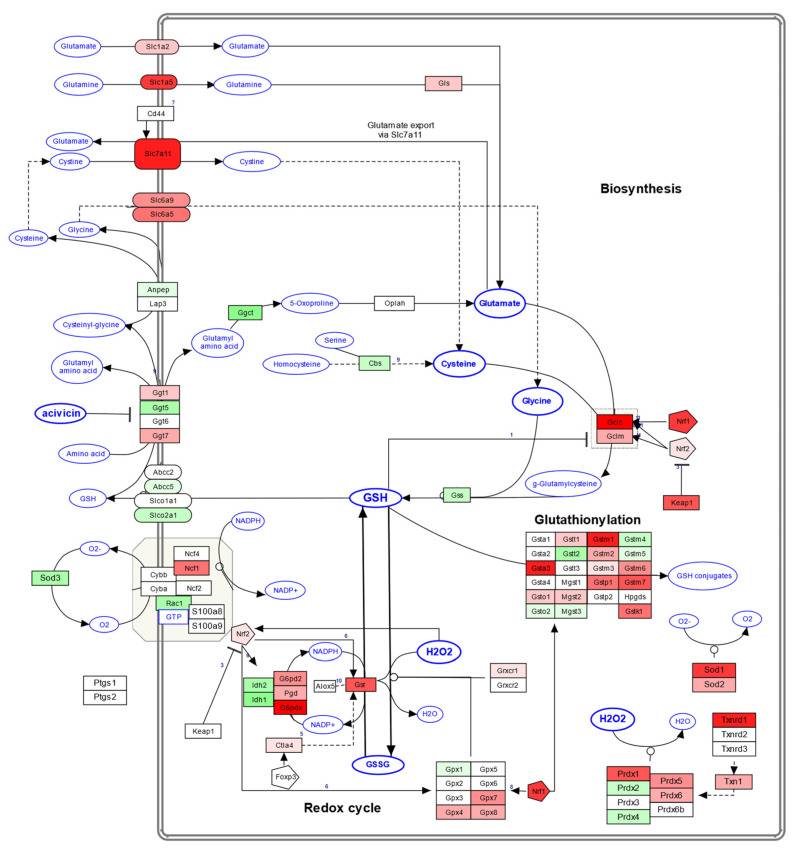 Glutamate
Slc1a2
Glutamate
Glutamine
Slc1a5
Glutamine
Gls
7
Cd44
Glutamate export
via Slc7a11
Glutamate
Slc7a11
Cystine
Cystine
Biosynthesis
Slc6a9
Slc6a5
Glycine
Cysteine
Anpep
Lap3
5-Oxoproline
Oplah
Glutamate
Ggct
Cysteinyl-glycine
Glutamyl
amino acid
Serine
Homocysteine
Cbs
9
Cysteine
Glutamyl
amino acid
Ggt1
Ggt5
Ggt6
Ggt7
acivicin
Glycine
Gclc
Gclm
Nrf1
Nrf2
1
3
Keap1
Amino acid
Abcc2
Abcc5
Slco1a1
Slco2a1
GSH
GSH
Gss
g-Glutamylcysteine
Glutathionylation
Gsta1
Gstt1
Gstm1
Gstm4
Gsta2
Gstt2
Gstm2
Gstm5
Gsta3
Gstt3
Gstm3
Gstm6
Gsta4
Mgst1
Gstp1
Gstm7
Gsto1
Mgst2
Gstp2
Hpgds
Gsto2
Mgst3
Gstk1
GSH conjugates
NADPH
NADP+
O2-
Sod3
O2
Ncf4
Cybb
Ncf1
Cyba
Ncf2
Rac1
GTP
S100a8
S100a9
O2-
O2
Sod1
Sod2
Nrf2
6
3
NADPH
H2O2
Idh2
Idh1
G6pd2
Pgd
G6pdx
Alox5
10
Gsr
Grxcr1
Grxcr2
H2O
NADP+
Ptgs1
Ptgs2
Keap1
5
Ctla4
Foxp3
GSSG
6
Redox cycle
Gpx1
Gpx5
Gpx2
Gpx6
Gpx3
Gpx7
Gpx4
Gpx8
8
Nrf1
H2O2
H2O
Txnrd1
Txnrd2
Txnrd3
Prdx1
Prdx5
Prdx2
Prdx6
Prdx3
Prdx6b
Prdx4
Txn1